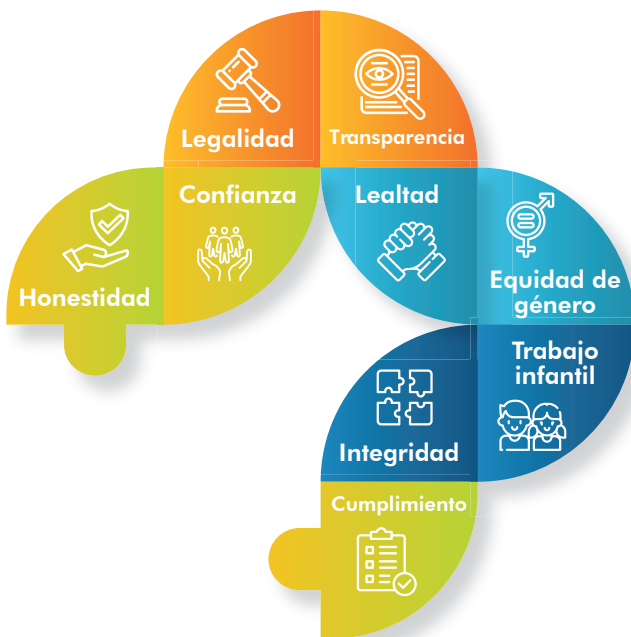 Legalidad
Transparencia
Honestidad
Confianza
Lealtad
Equidad de
género
Trabajo
infantil
Integridad
Cumplimiento